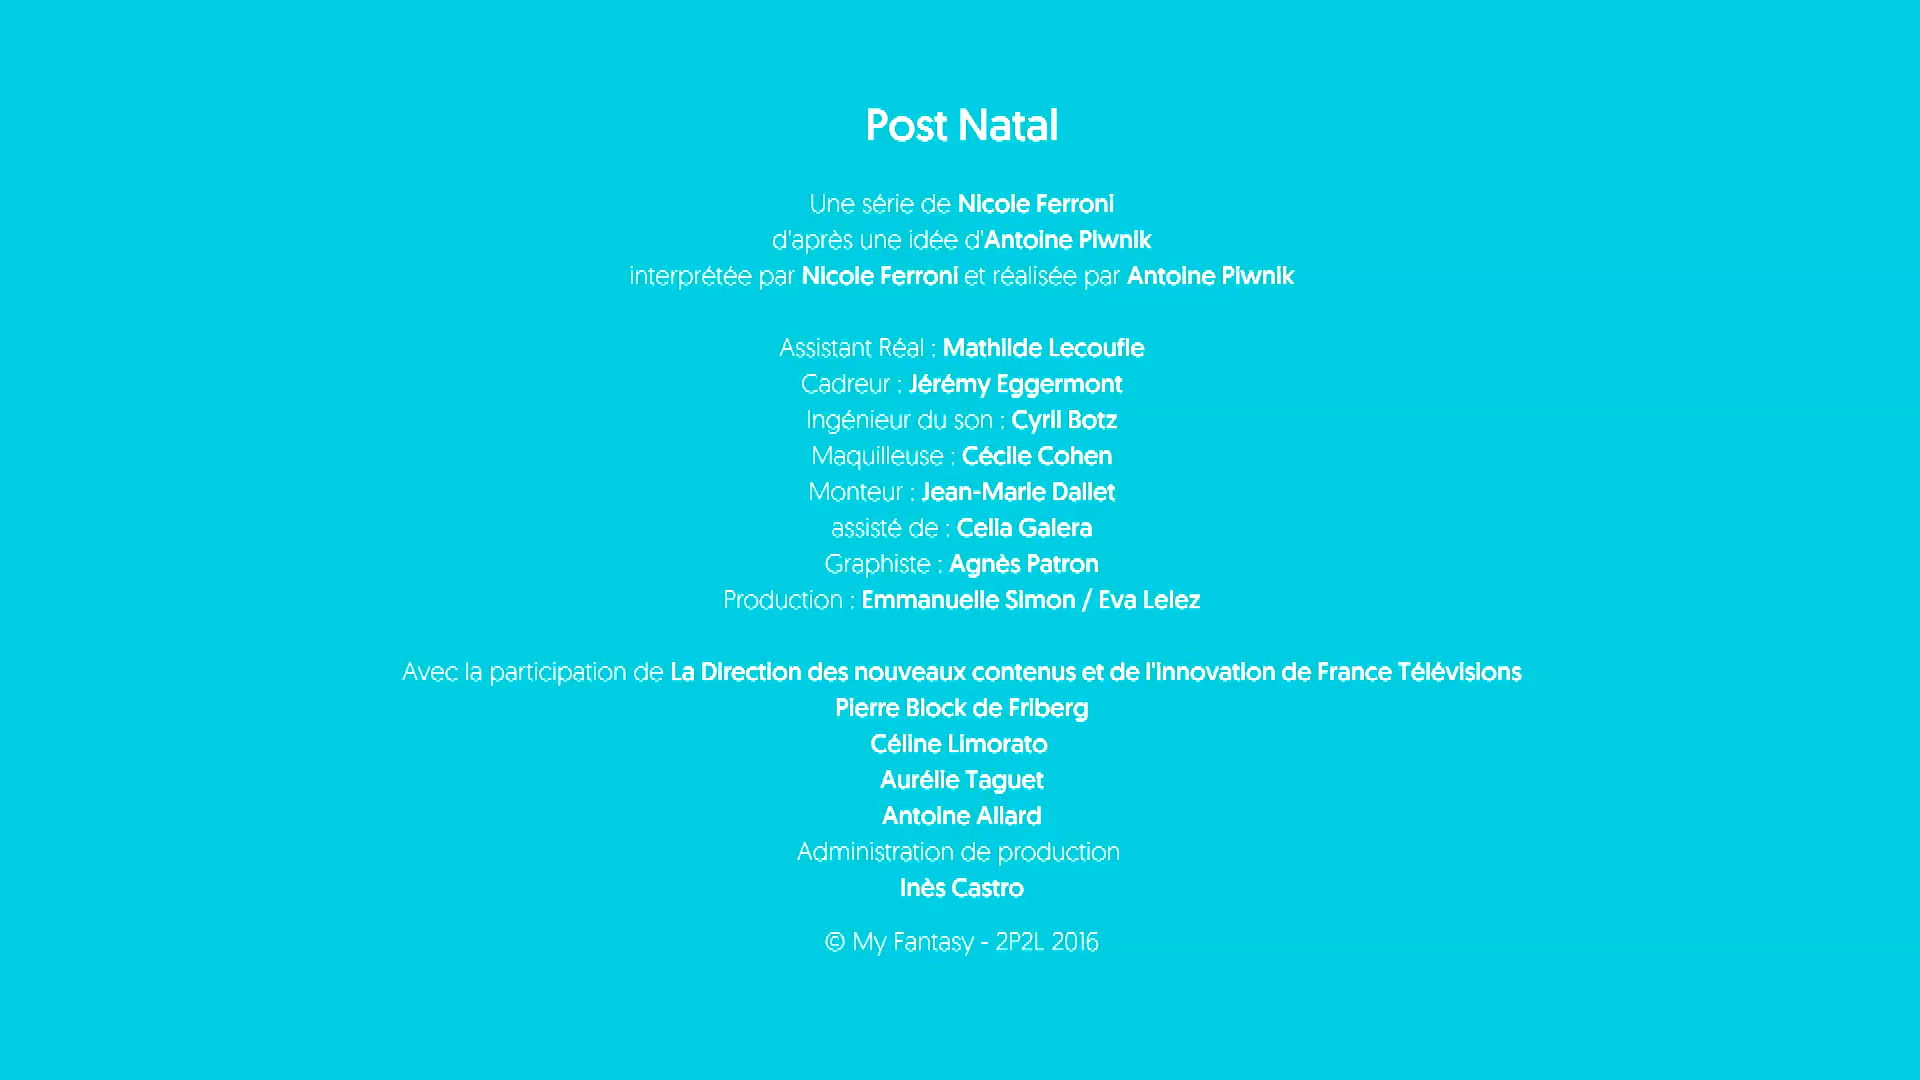 Post Natal
Une série de Nicole Ferroni
d'après une idée d'Antoine Piwnik
interprétée par Nicole Ferroni et réalisée par Antoine Piwnik
Assistant Réal : Mathilde Lecoufle
Cadreur : Jérémy Eggermont
Ingénieur du son : Cyril Botz
Maquilleuse : Cécile Cohen
Monteur : Jean-Marie Dallet
assisté de : Celia Galera
Graphiste : Agnès Patron
Production : Emmanuelle Simon / Eva Lelez
Avec la participation de La Direction des nouveaux contenus et de l'innovation de France Télévisions
Pierre Block de Friberg
Céline Limorato
Aurélie Taguet
Antoine Allard
Administration de production
Inès Castro
© My Fantasy - 2P2L 2016